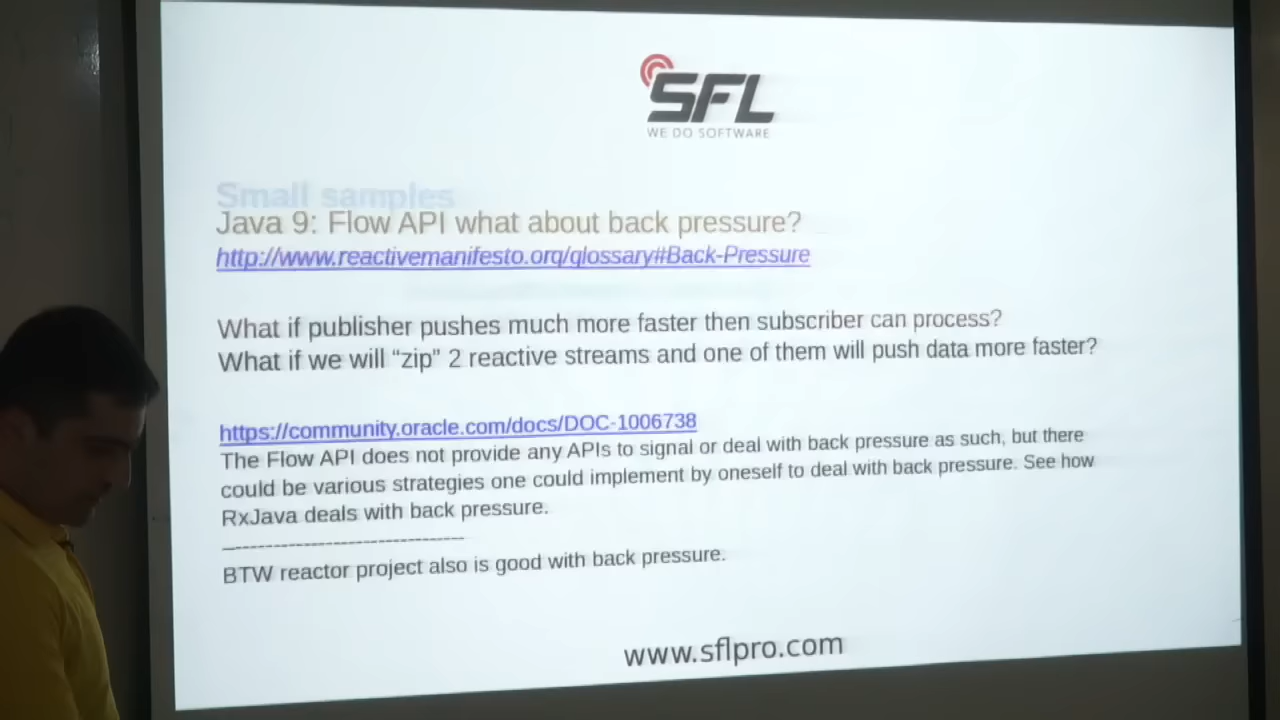 SFL
WE DO SOFTWARE
Small samples
Java 9: Flow API what about back pressure?
http://www.reactivemanifesto.org/glossary#Back-Pressure
What if publisher pushes much more faster then subscriber can process?
What if we will “zip” 2 reactive streams and one of them will push data more faster?
https://community.oracle.com/docs/DOC-1006738
The Flow API does not provide any APIs to signal or deal with back pressure as such, but there
could be various strategies one could implement by oneself to deal with back pressure. See how
RxJava deals with back pressure.
--------------------------------
BTW reactor project also is good with back pressure.
www.sflpro.com